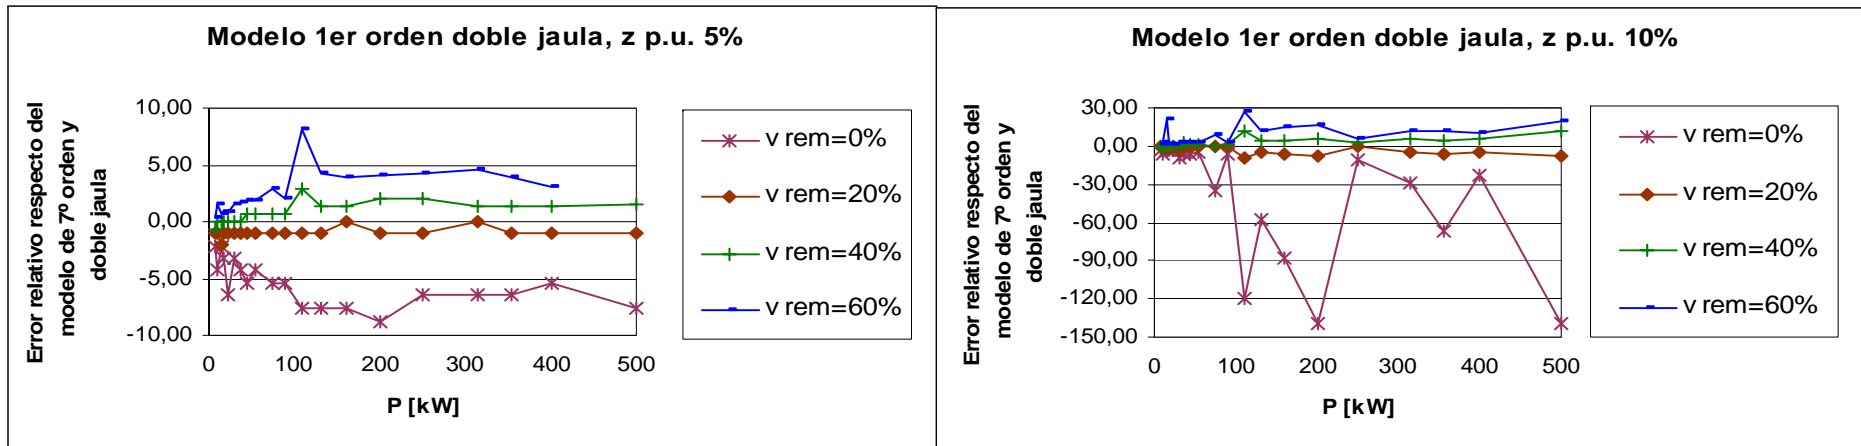 Modelo 1er orden doble jaula, z p.u. 5%
Error relativo respecto del
modelo de 7º orden y
doble jaula
10,00
5,00
0,00
-5,00
-10,00
0
100
200
300
400
500
P [kW]
v rem=0%
v rem=20%
v rem=40%
v rem=60%
Modelo 1er orden doble jaula, z p.u. 10%
Error relativo respecto del
modelo de 7º orden y
doble jaula
30,00
0,00
-30,00
-60,00
-90,00
-120,00
-150,00
0
100
200
300
400
500
P [kW]
v rem=0%
v rem=20%
v rem=40%
v rem=60%